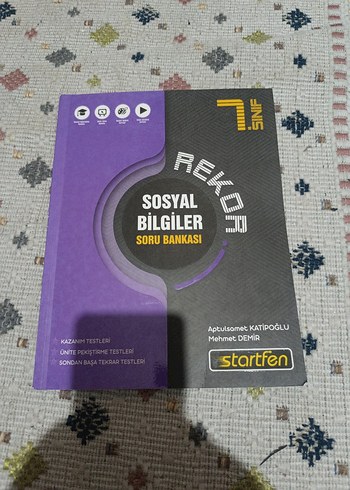 7.
SINIF
REKOR
SOSYAL
BİLGİLER
SORU BANKASI
KAZANIM TESTLERİ
ÜNİTE PEKİŞTİRME TESTLERİ
SONDAN BAŞA TEKRAR TESTLERİ
Aptulsamet KATİPOĞLU
Mehmet DEMİR
startfen